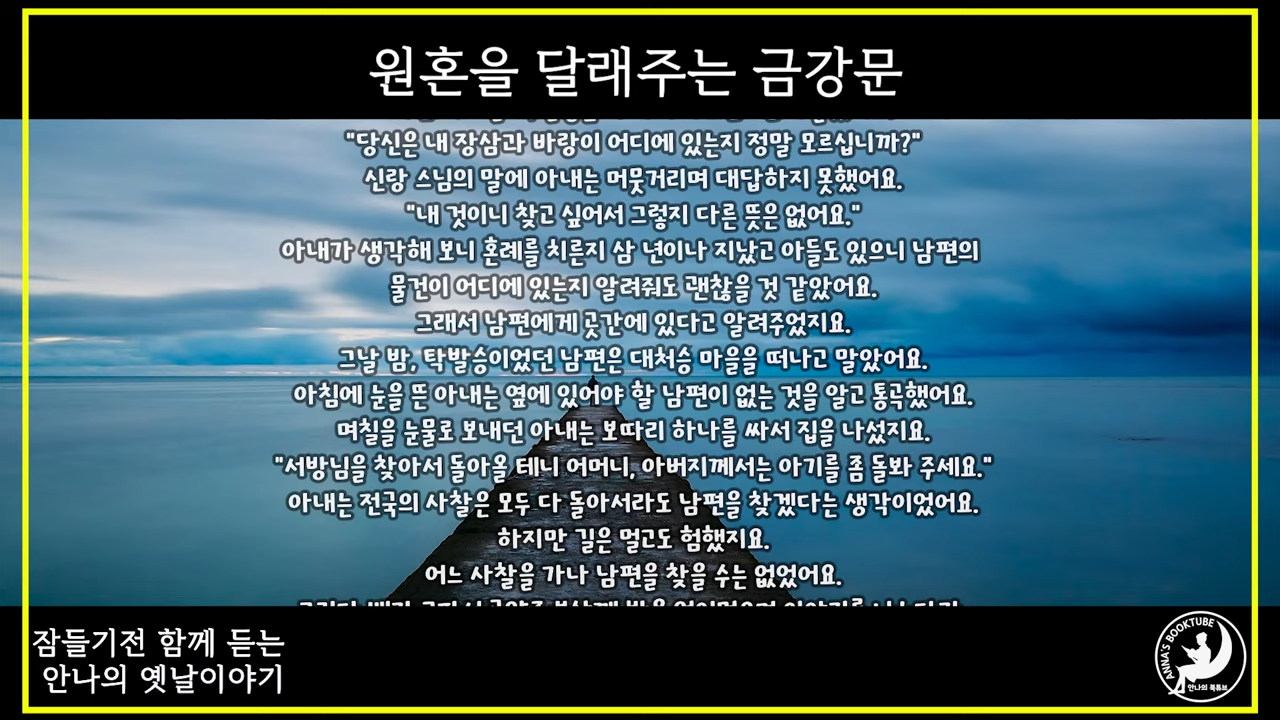 원혼을 달래주는 금강문
"당신은 내 장삼과 바랑이 어디에 있는지 정말 모르십니까?"
신랑 스님의 말에 아내는 머뭇거리며 대답하지 못했어요.
"내 것이니 찾고 싶어서 그렇지 다른 뜻은 없어요."
아내가 생각해 보니 혼례를 치른지 삼 년이나 지났고 아들도 있으니 남편의
물건이 어디에 있는지 알려줘도 괜찮을 것 같았어요.
그래서 남편에게 곳간에 있다고 알려주었지요.
그날 밤, 탁발승이었던 남편은 대처승 마을을 떠나고 말았어요.
아침에 눈을 뜬 아내는 옆에 있어야 할 남편이 없는 것을 알고 통곡했어요.
며칠을 눈물로 보내던 아내는 보따리 하나를 싸서 집을 나섰지요.
"서방님을 찾아서 돌아올 테니 어머니, 아버지께서는 아기를 좀 돌봐 주세요."
아내는 전국의 사찰은 모두 다 돌아서라도 남편을 찾겠다는 생각이었어요.
하지만 길은 멀고도 험했지요.
어느 사찰을 가나 남편을 찾을 수는 없었어요.
잠들기전 함께 듣는
안나의 옛날이야기
ANNA'S BOOKTUBE
안나의 북튜브